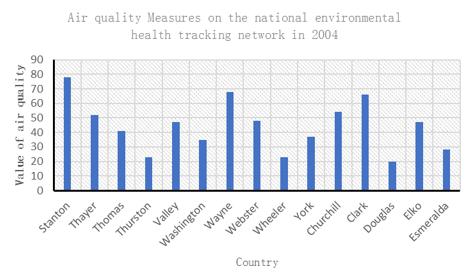 Air quality Measures on the national environmental
health tracking network in 2004
Value of air quality
90
80
70
60
50
40
30
20
10
0
Stanton
Thayer
Thomas
Thurston
Valley
Washington
Wayne
Webster
Wheeler
York
Churchill
Clark
Douglas
Elko
Esmeralda
Country